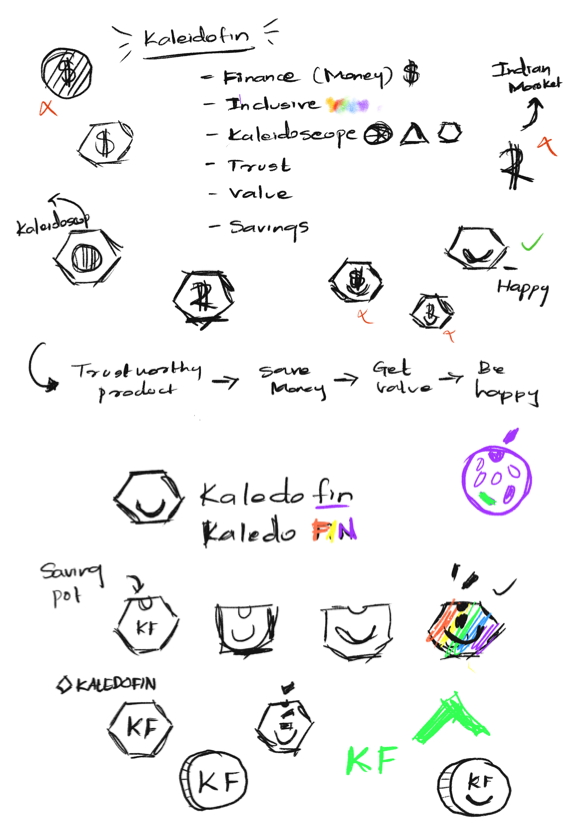 Kaleidofin
$
- Finance (Money) $
- Inclusive
- Kaleidoscope
- Trust
- Value
- Savings
Indian
Market
$
Kaleidoscop
Happy
$
Trustworthy product → Save Money → Get value → Be happy
Kaledofin
Kaledo FIN
Saving
pot
KF
KALEDOFIN
KF
KF
KF
KF